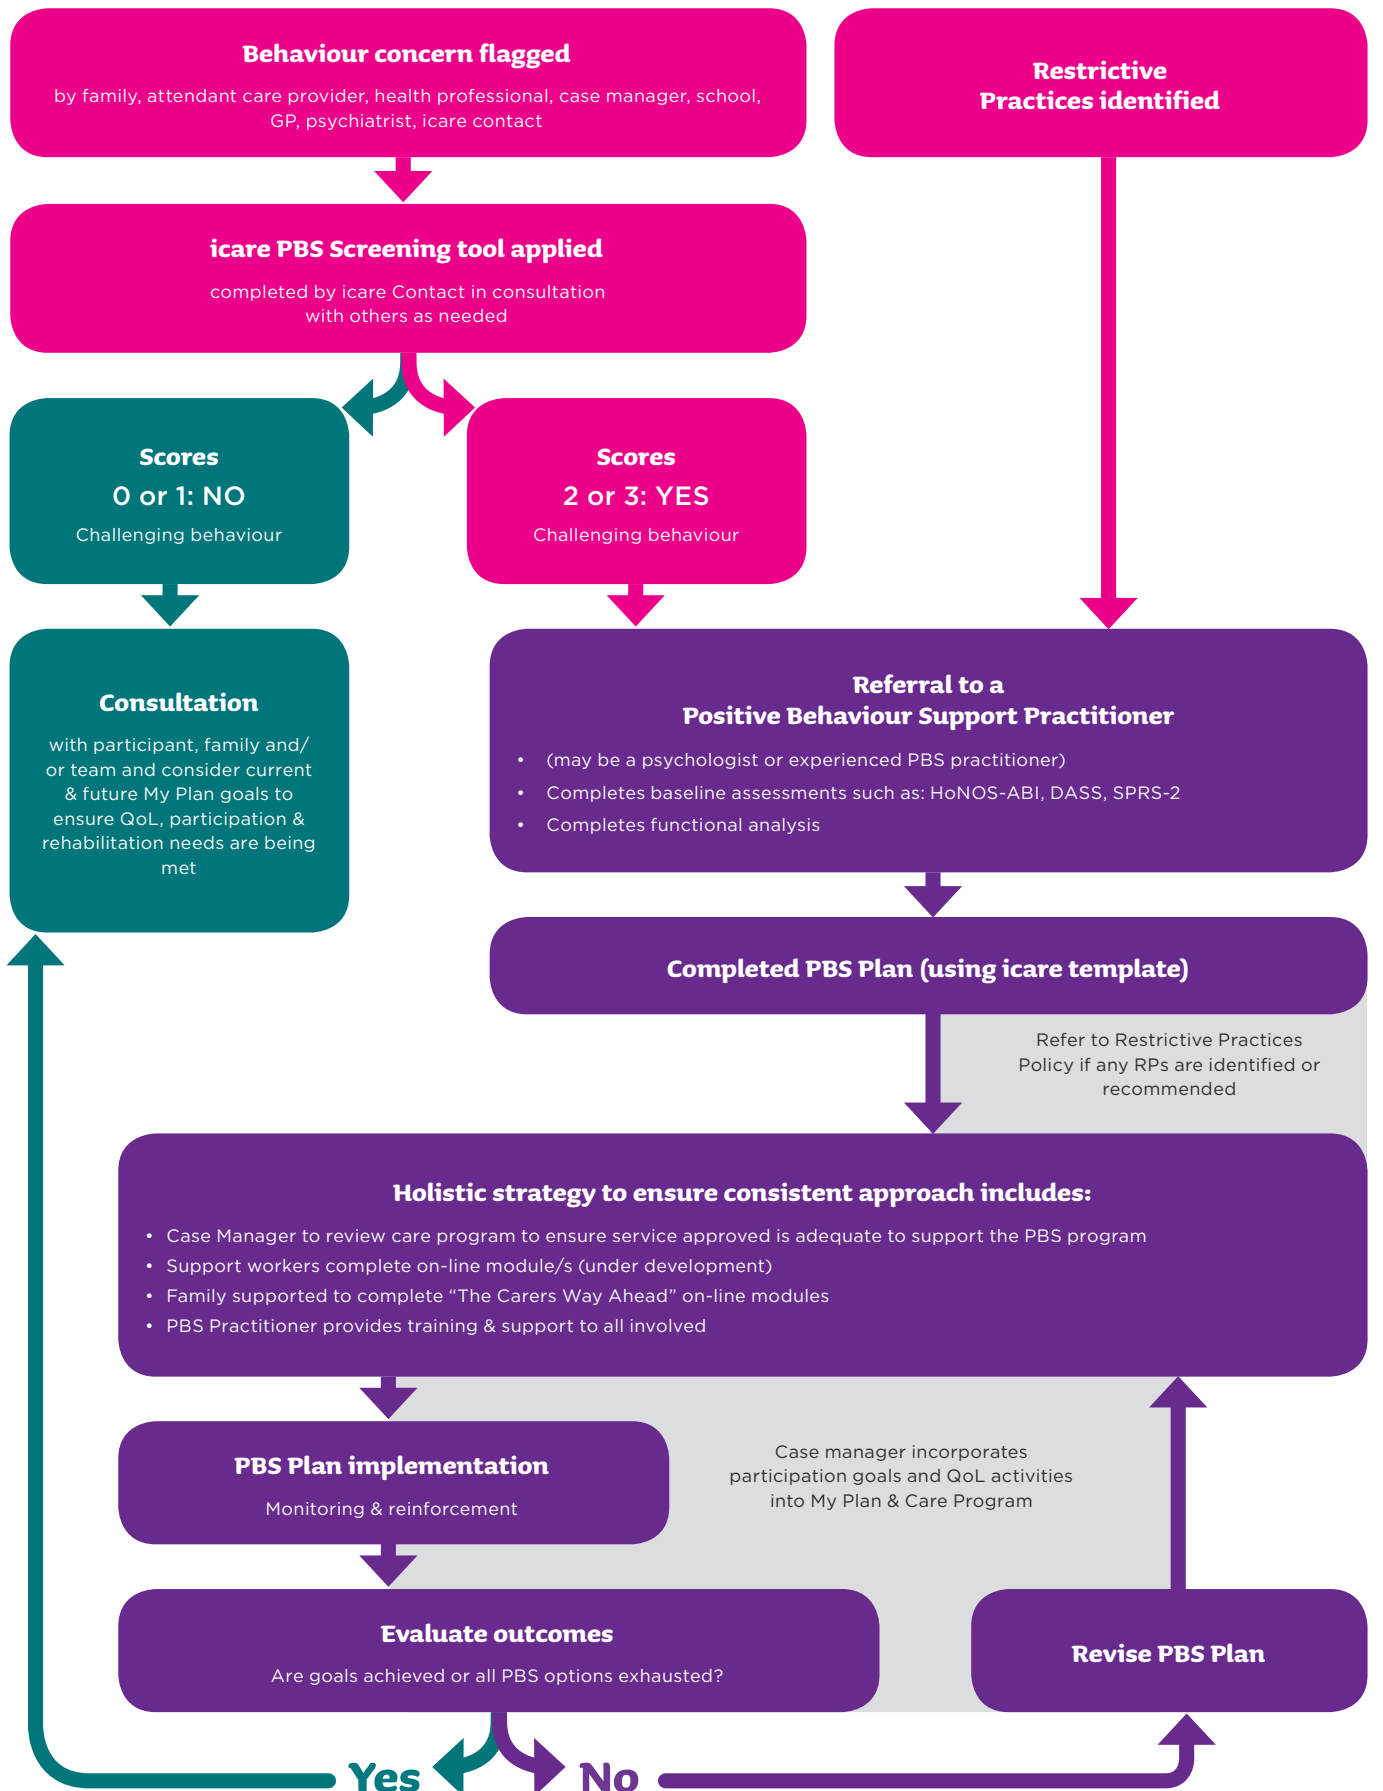 Behaviour concern flagged
by family, attendant care provider, health professional, case manager, school,
GP, psychiatrist, icare contact
Restrictive
Practices identified
icare PBS Screening tool applied
completed by icare Contact in consultation
with others as needed
Scores
0 or 1: NO
Challenging behaviour
Scores
2 or 3: YES
Challenging behaviour
Consultation
with participant, family and/
or team and consider current
& future My Plan goals to
ensure QoL, participation &
rehabilitation needs are being
met
Referral to a
Positive Behaviour Support Practitioner
• (may be a psychologist or experienced PBS practitioner)
• Completes baseline assessments such as: HoNOS-ABI, DASS, SPRS-2
• Completes functional analysis
Completed PBS Plan (using icare template)
Refer to Restrictive Practices
Policy if any RPs are identified or
recommended
Holistic strategy to ensure consistent approach includes:
• Case Manager to review care program to ensure service approved is adequate to support the PBS program
• Support workers complete on-line module/s (under development)
• Family supported to complete “The Carers Way Ahead” on-line modules
• PBS Practitioner provides training & support to all involved
PBS Plan implementation
Monitoring & reinforcement
Case manager incorporates
participation goals and QoL activities
into My Plan & Care Program
Evaluate outcomes
Are goals achieved or all PBS options exhausted?
Revise PBS Plan
Yes
No